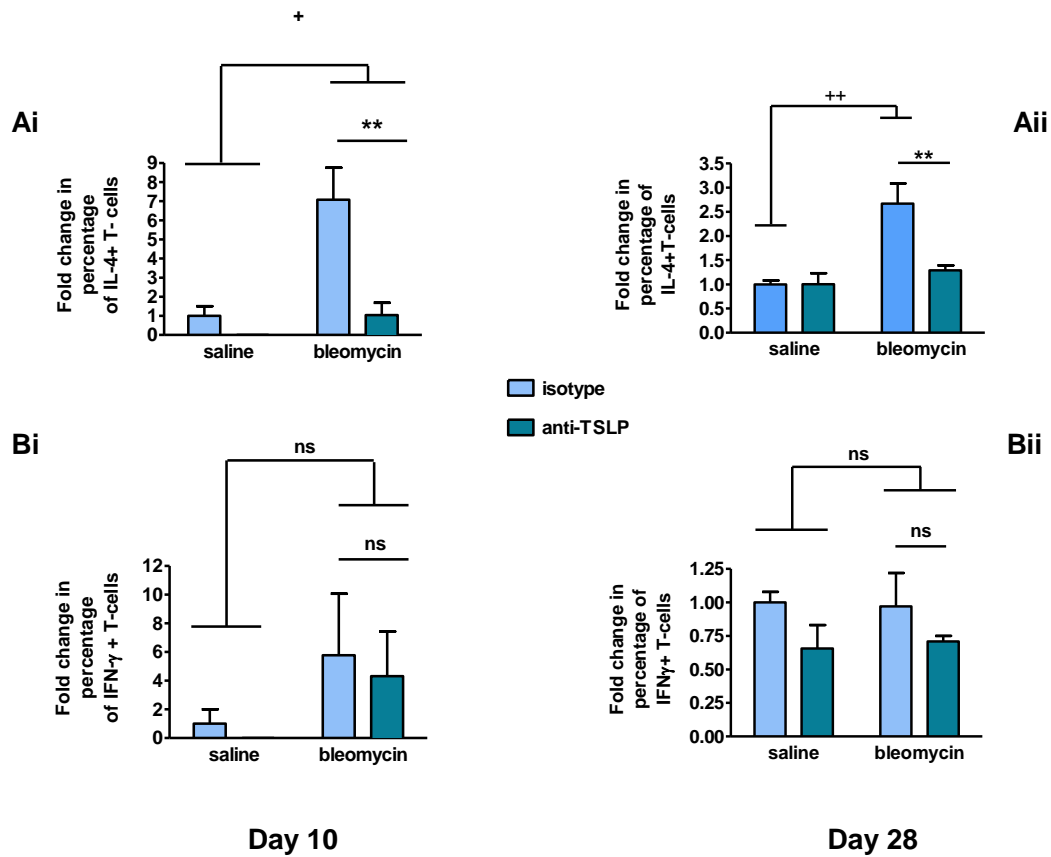 +
Ai
**
Fold change in
percentage
of IL-4+ T- cells
9
8
7
6
5
4
3
2
1
0
saline
bleomycin
++
Aii
**
Fold change in
percentage of
IL-4+T-cells
3.5
3.0
2.5
2.0
1.5
1.0
0.5
0.0
saline
bleomycin
isotype
anti-TSLP
Bi
ns
ns
Fold change in
percentage
of IFN-γ + T-cells
12
10
8
6
4
2
0
saline
bleomycin
ns
Bii
ns
Fold change in
percentage of
IFNγ+ T-cells
1.25
1.00
0.75
0.50
0.25
0.00
saline
bleomycin
Day 10
Day 28